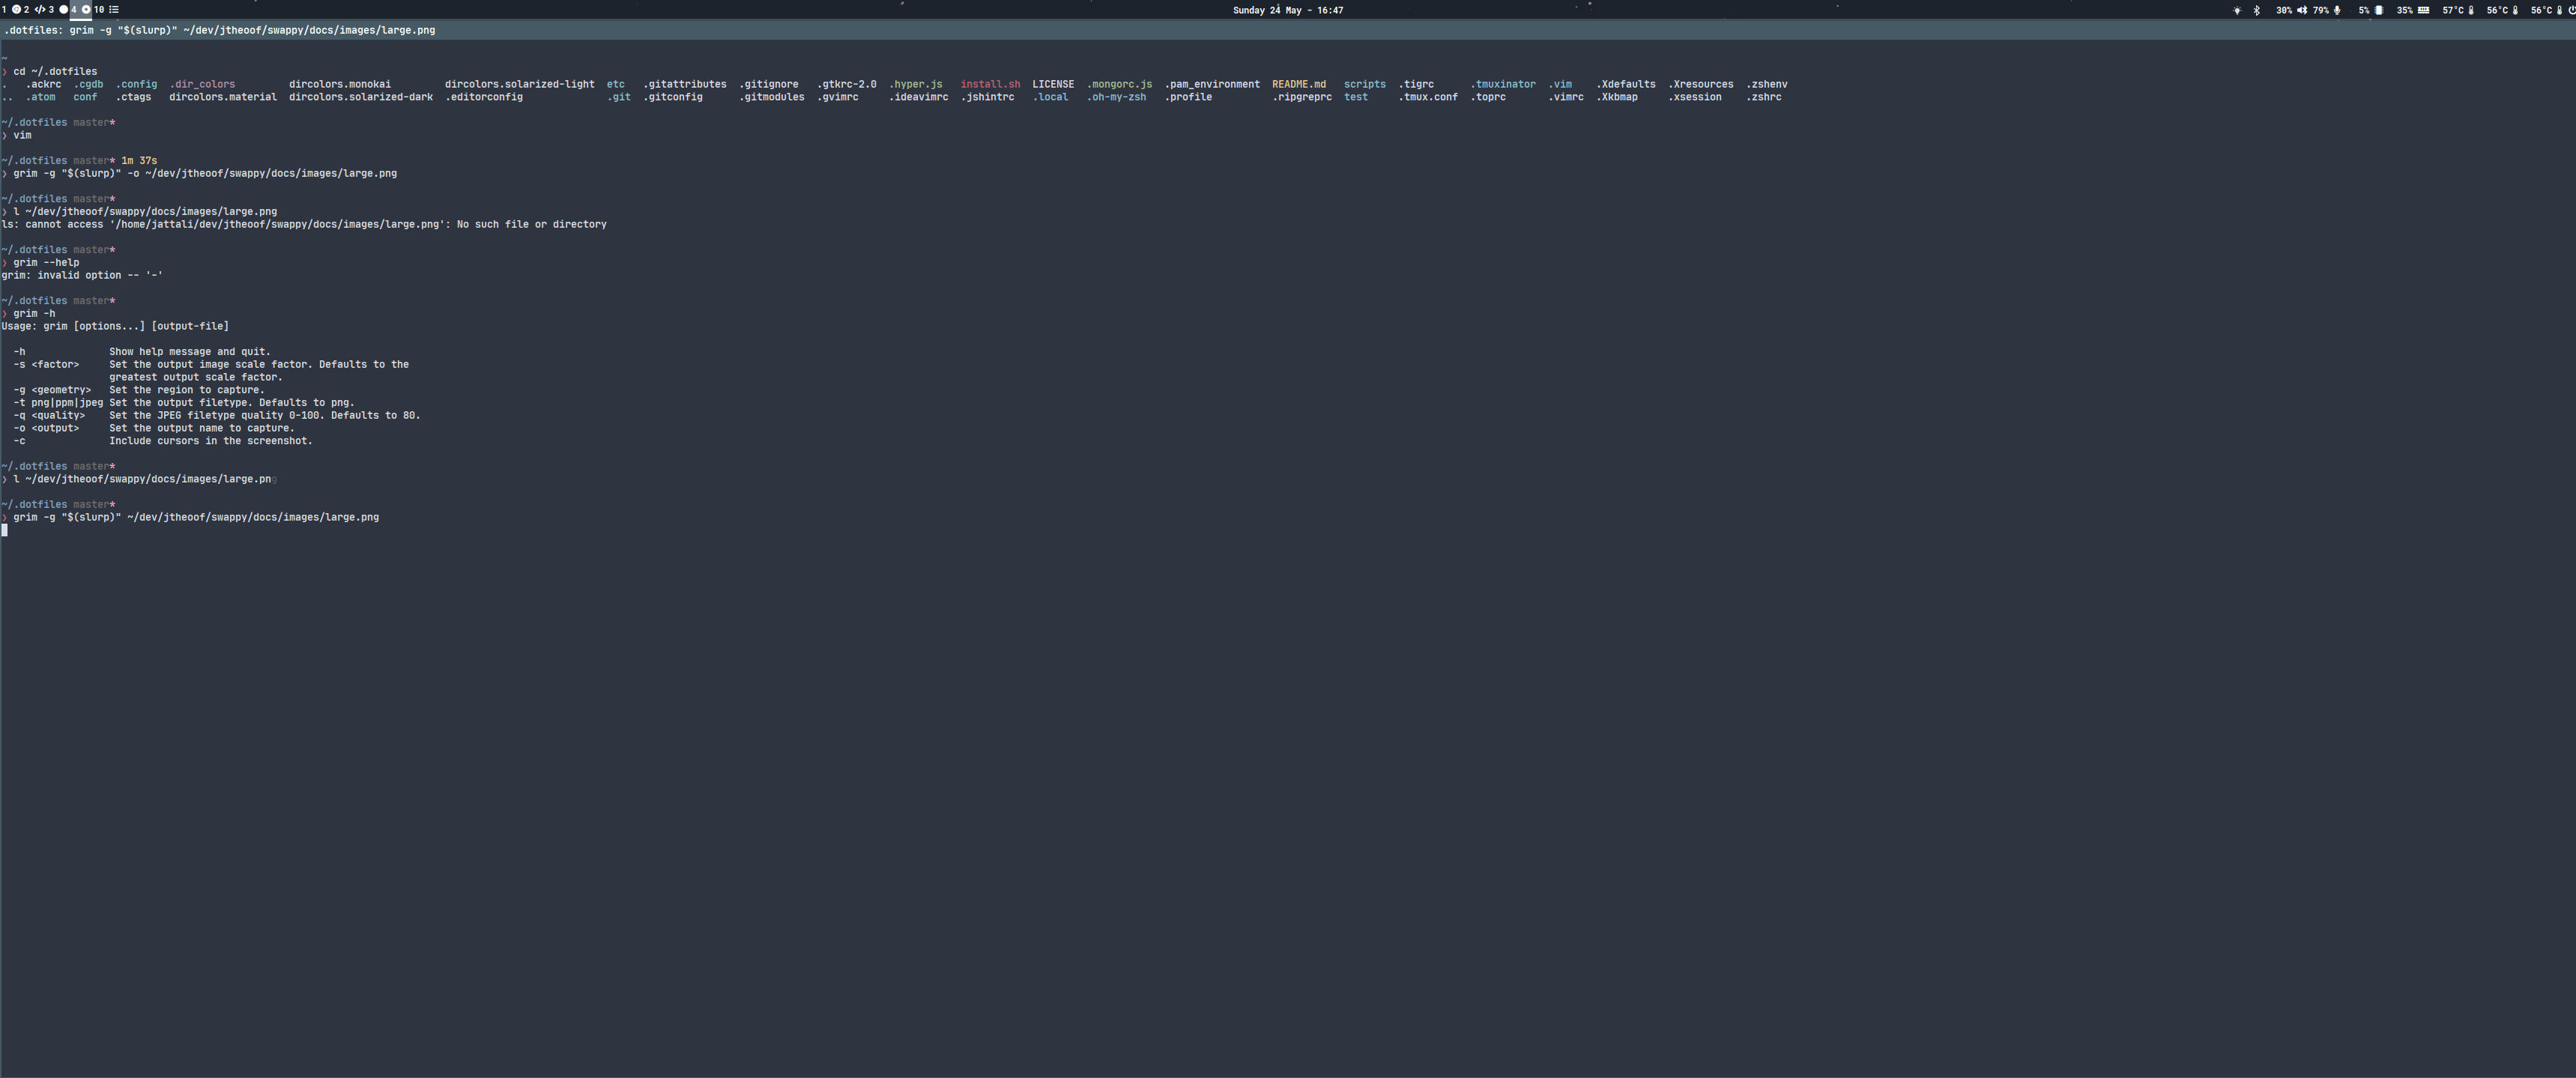 1 2 </> 3 4 10
Sunday 24 May - 16:47
30% 79% 5% 35% 57°C 56°C 56°C
.dotfiles: grim -g "$(slurp)" ~/dev/jtheoof/swappy/docs/images/large.png
~
❯ cd ~/.dotfiles
. .ackrc .cgdb .config .dir_colors dircolors.monokai dircolors.solarized-light etc .gitattributes .gitignore .gtkrc-2.0 .hyper.js install.sh LICENSE .mongorc.js .pam_environment README.md scripts .tigrc .tmuxinator .vim .Xdefaults .Xresources .zshenv
.. .atom conf .ctags dircolors.material dircolors.solarized-dark .editorconfig .git .gitconfig .gitmodules .gvimrc .ideavimrc .jshintrc .local .oh-my-zsh .profile .ripgreprc test .tmux.conf .toprc .vimrc .Xkbmap .xsession .zshrc
~/.dotfiles master*
❯ vim
~/.dotfiles master* 1m 37s
❯ grim -g "$(slurp)" -o ~/dev/jtheoof/swappy/docs/images/large.png
~/.dotfiles master*
❯ l ~/dev/jtheoof/swappy/docs/images/large.png
ls: cannot access '/home/jattali/dev/jtheoof/swappy/docs/images/large.png': No such file or directory
~/.dotfiles master*
❯ grim --help
grim: invalid option -- '-'
~/.dotfiles master*
❯ grim -h
Usage: grim [options...] [output-file]
-h Show help message and quit.
-s <factor> Set the output image scale factor. Defaults to the
greatest output scale factor.
-g <geometry> Set the region to capture.
-t png|ppm|jpeg Set the output filetype. Defaults to png.
-q <quality> Set the JPEG filetype quality 0-100. Defaults to 80.
-o <output> Set the output name to capture.
-c Include cursors in the screenshot.
~/.dotfiles master*
❯ l ~/dev/jtheoof/swappy/docs/images/large.png
~/.dotfiles master*
❯ grim -g "$(slurp)" ~/dev/jtheoof/swappy/docs/images/large.png